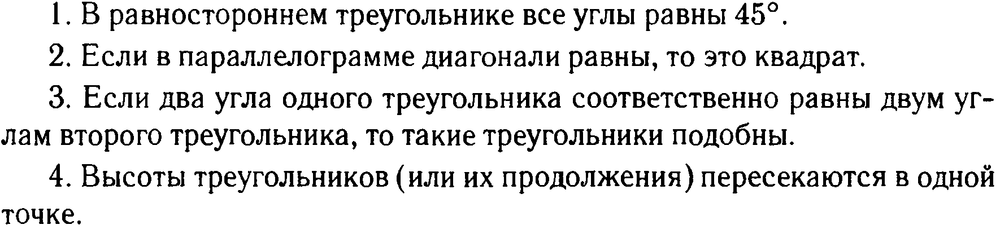 1. В равностороннем треугольнике все углы равны 45°.
2. Если в параллелограмме диагонали равны, то это квадрат.
3. Если два угла одного треугольника соответственно равны двум уг-
лам второго треугольника, то такие треугольники подобны.
4. Высоты треугольников (или их продолжения) пересекаются в одной
точке.